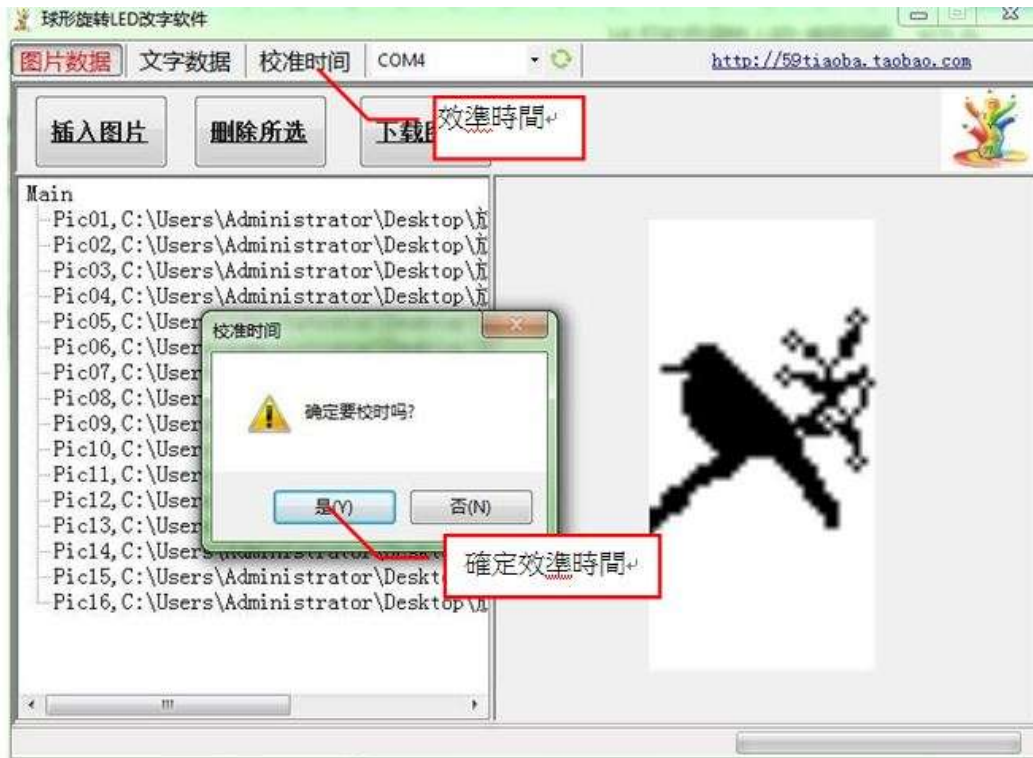 球形旋转LED改字软件
图片数据 文字数据 校准时间 COM4 http://59tiaoba.taobao.com
插入图片 删除所选 下载
效準時間
Main
Pic01,C:\Users\Administrator\Desktop\
Pic02,C:\Users\Administrator\Desktop\
Pic03,C:\Users\Administrator\Desktop\
Pic04,C:\Users\Administrator\Desktop\
Pic05,C:\User
Pic06,C:\User
Pic07,C:\User
Pic08,C:\User
Pic09,C:\User
Pic10,C:\User
Pic11,C:\User
Pic12,C:\User
Pic13,C:\User
Pic14,C:\Users\Administrator\Desktop
Pic15,C:\Users\Administrator\Deskt
Pic16,C:\Users\Administrator\Desktop\
校准时间
确定要校时吗?
是(Y) 否(N)
確定效準時間